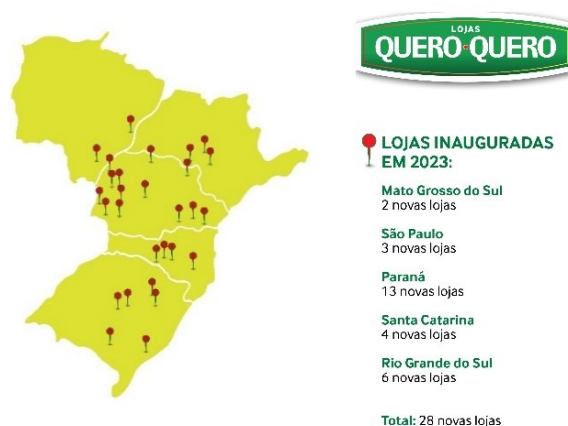 LOJAS
QUERO-QUERO
LOJAS INAUGURADAS
EM 2023:
Mato Grosso do Sul
2 novas lojas
São Paulo
3 novas lojas
Paraná
13 novas lojas
Santa Catarina
4 novas lojas
Rio Grande do Sul
6 novas lojas
Total: 28 novas lojas